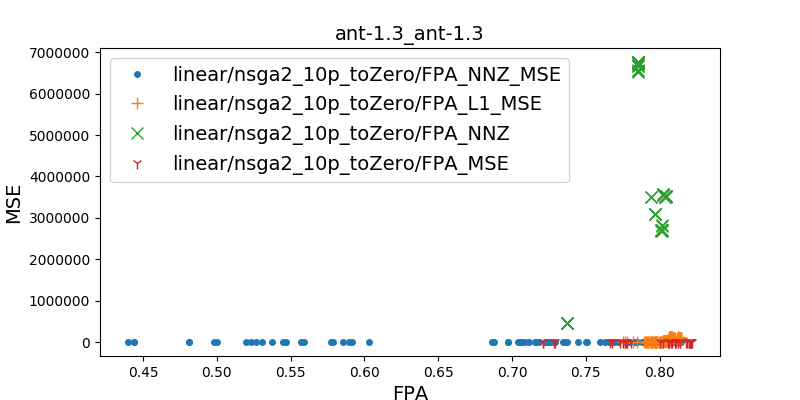 ant-1.3_ant-1.3
7000000
6000000
5000000
4000000
3000000
2000000
1000000
0
MSE
linear/nsga2_10p_toZero/FPA_NNZ_MSE
linear/nsga2_10p_toZero/FPA_L1_MSE
linear/nsga2_10p_toZero/FPA_NNZ
linear/nsga2_10p_toZero/FPA_MSE
0.45 0.50 0.55 0.60 0.65 0.70 0.75 0.80
FPA